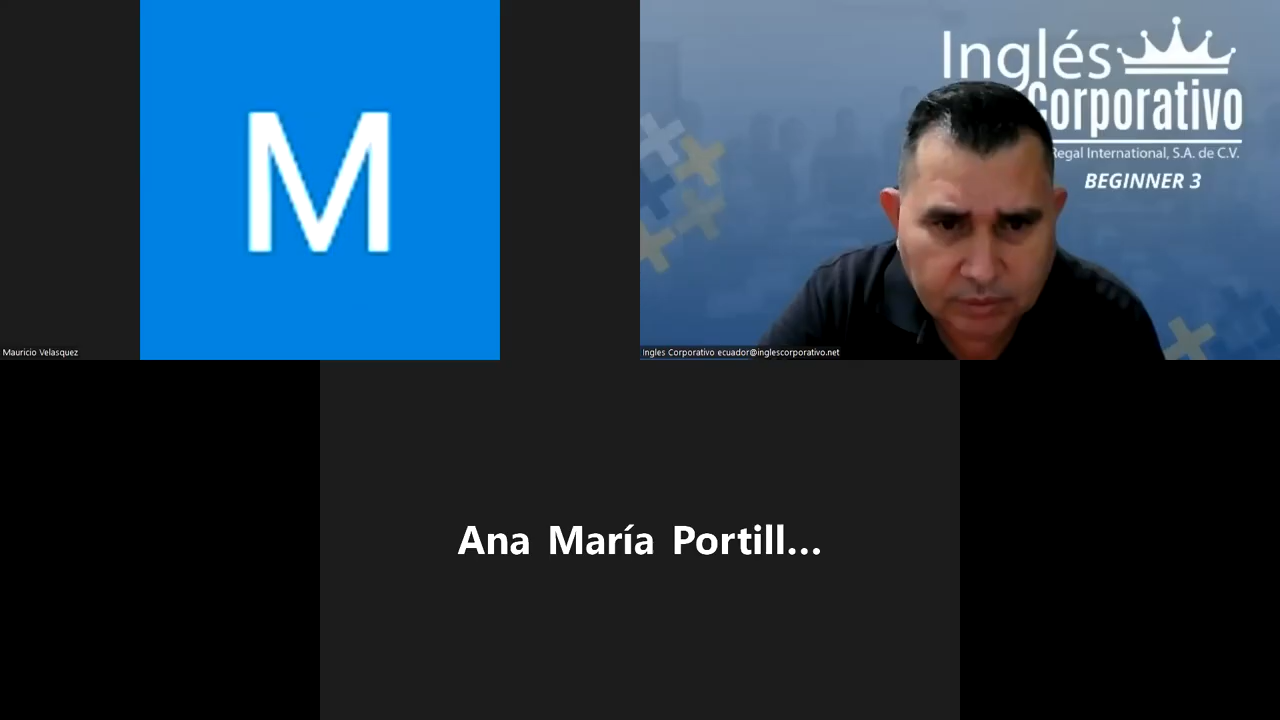 M
Mauricio Velasquez
Inglés
Corporativo
Regal International, S.A. de C.V.
BEGINNER 3
Ingles Corporativo ecuador@inglescorporativo.net
Ana María Portill...